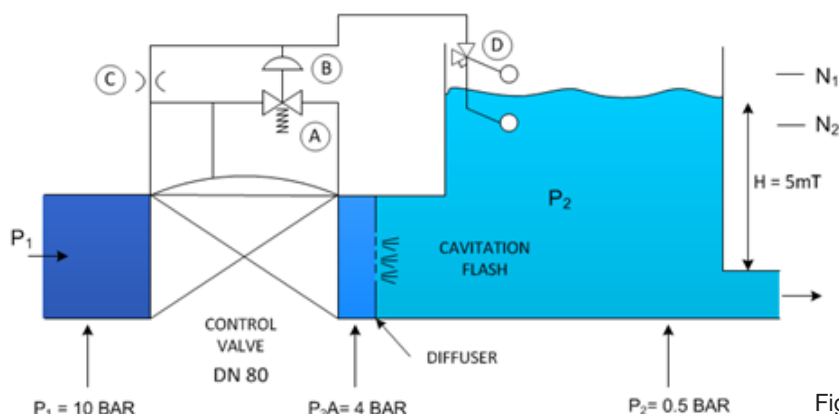 D
B
C
N1
A
N2
H = 5mT
P2
P1
CAVITATION
FLASH
CONTROL
VALVE
DN 80
DIFFUSER
P1 = 10 BAR
P2A= 4 BAR
P2= 0.5 BAR